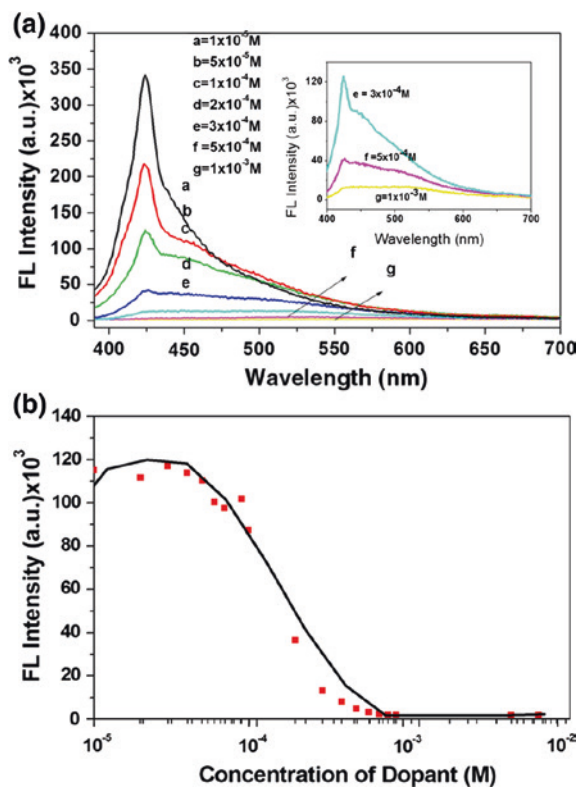 (a)
400
350
300
250
200
150
100
50
0
FL Intensity (a.u.)x10³
a=1x10⁻⁵M
b=5x10⁻⁵M
c=1x10⁻⁴M
d=2x10⁻⁴M
e=3x10⁻⁴M
f =5x10⁻⁴M
g=1x10⁻³M
a
b
c
d
e
f
g
400 450 500 550 600 650 700
Wavelength (nm)
FL Intensity (a.u.)x10³
120
80
40
0
e = 3x10⁻⁴M
f =5x10⁻⁴M
g=1x10⁻³M
400 500 600 700
Wavelength (nm)
(b)
140
120
100
80
60
40
20
0
FL Intensity (a.u.)x10³
10⁻⁵ 10⁻⁴ 10⁻³ 10⁻²
Concentration of Dopant (M)